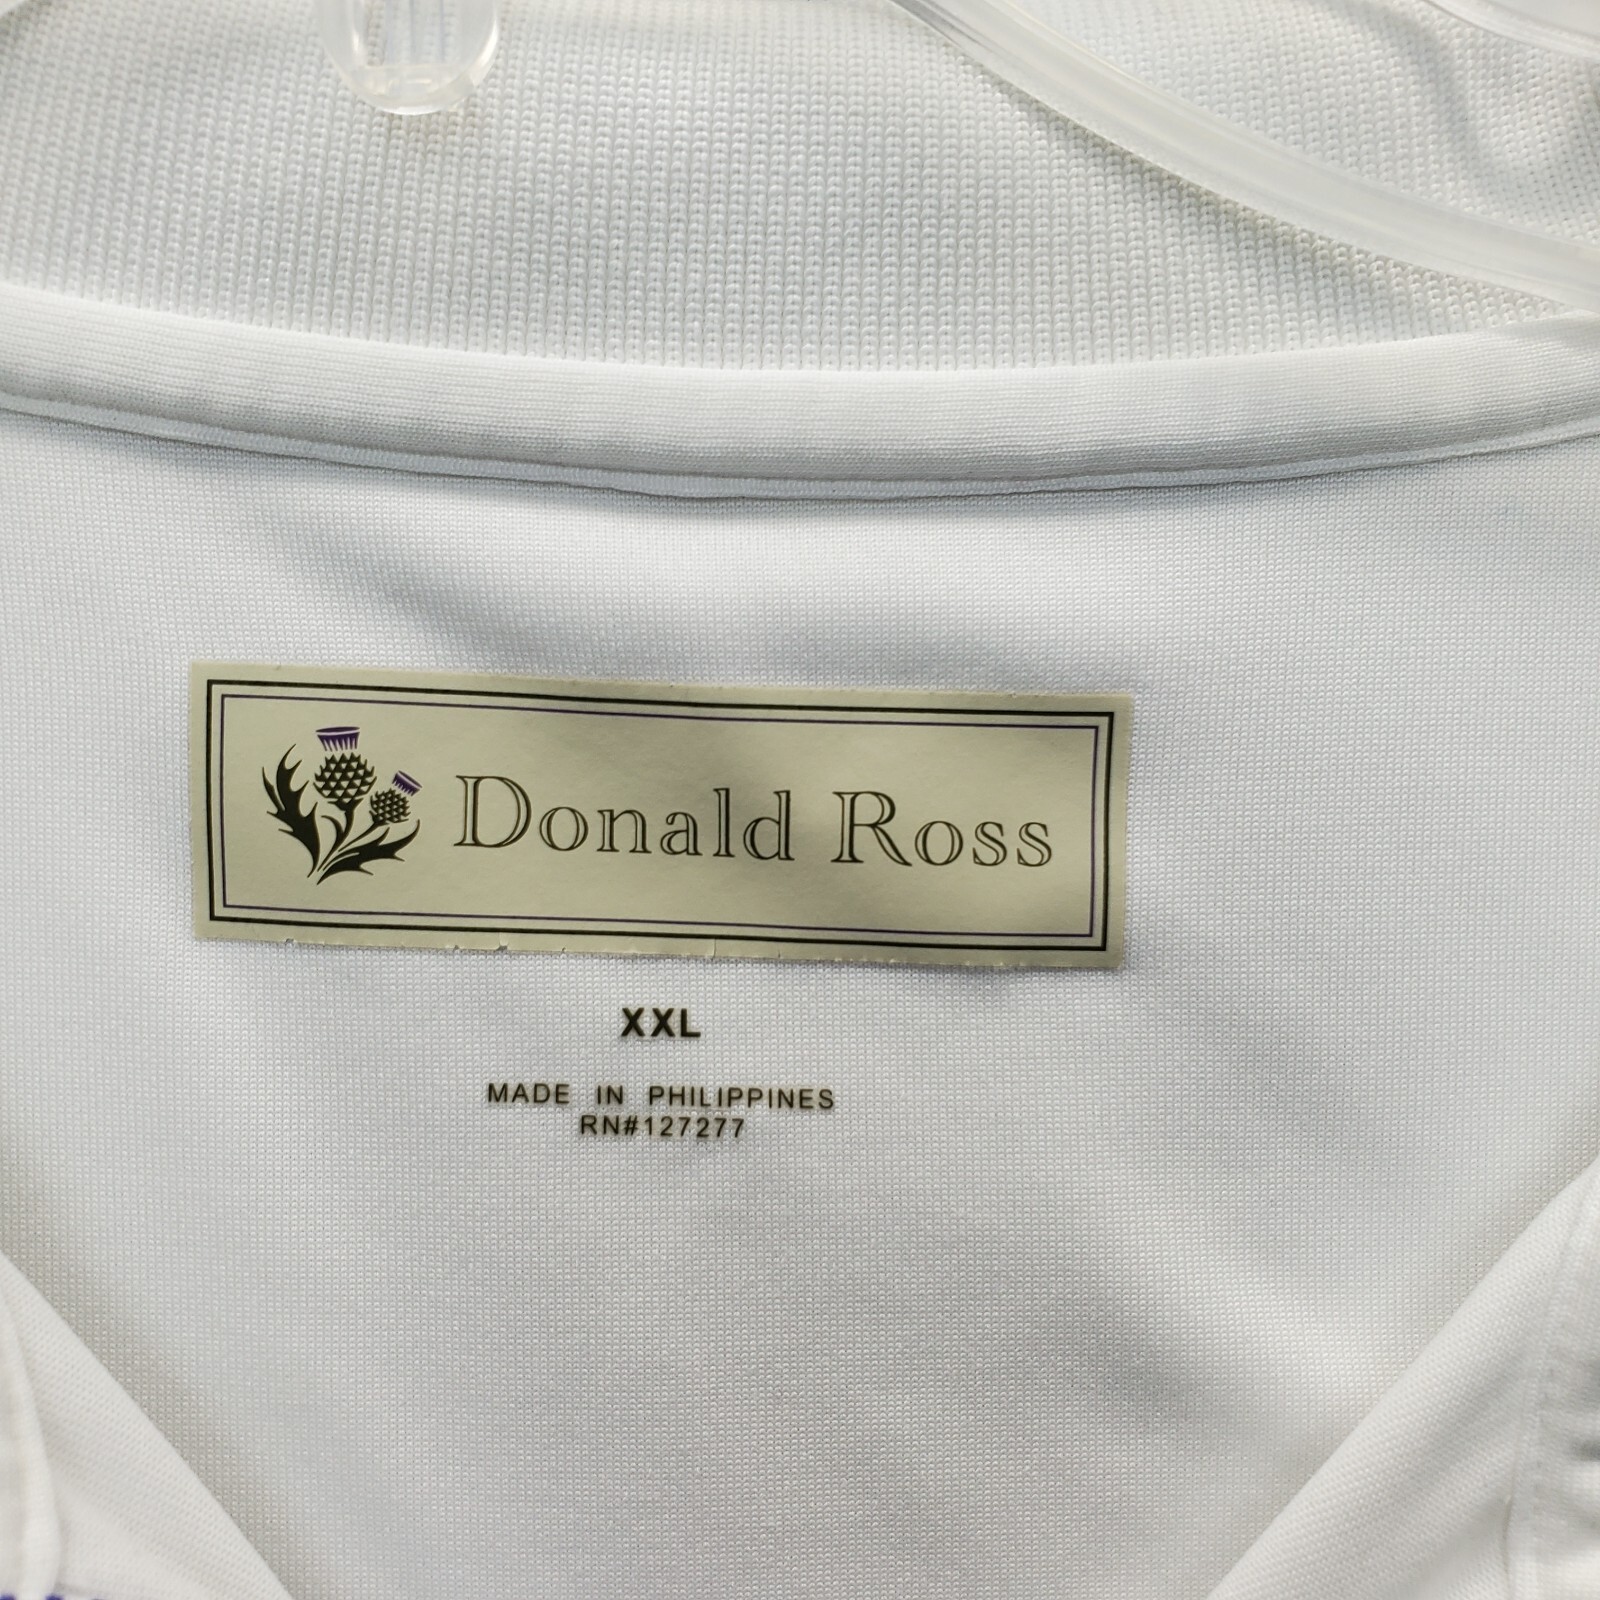 Donald Ross
XXL
MADE IN PHILIPPINES
RN#127277